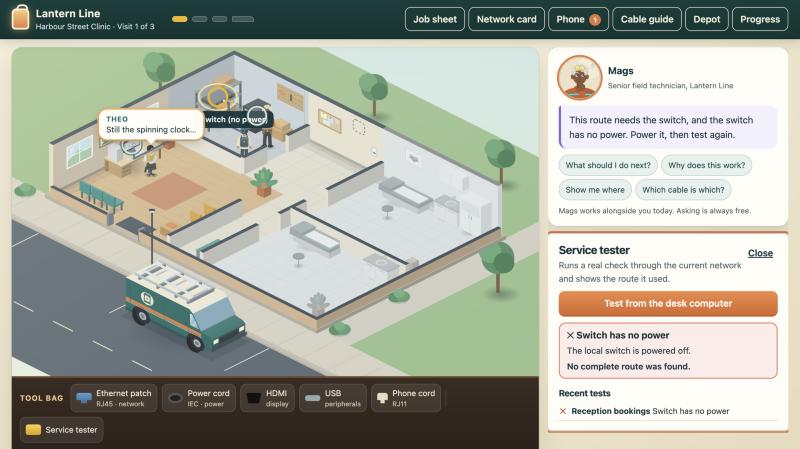 Lantern Line
Harbour Street Clinic · Visit 1 of 3
Job sheet
Network card
Phone 1
Cable guide
Depot
Progress
THEO
Still the spinning clock…
witch (no power)
Mags
Senior field technician, Lantern Line
This route needs the switch, and the switch
has no power. Power it, then test again.
What should I do next?
Why does this work?
Show me where
Which cable is which?
Mags works alongside you today. Asking is always free.
Service tester
Close
Runs a real check through the current network
and shows the route it used.
Test from the desk computer
Switch has no power
The local switch is powered off.
No complete route was found.
Recent tests
Reception bookings Switch has no power
TOOL BAG
Ethernet patch
RJ45 · network
Power cord
IEC · power
HDMI
display
USB
peripherals
Phone cord
RJ11
Service tester